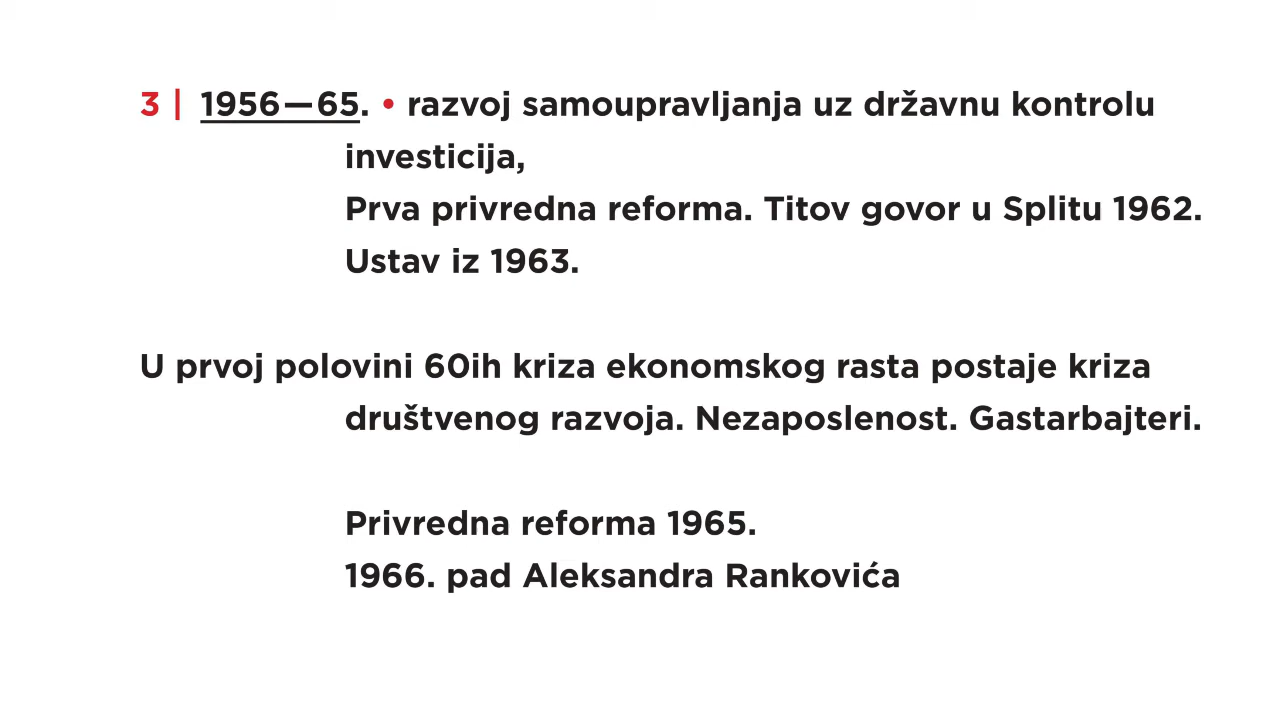 3 | 1956—65. • razvoj samoupravljanja uz državnu kontrolu
investicija,
Prva privredna reforma. Titov govor u Splitu 1962.
Ustav iz 1963.
U prvoj polovini 60ih kriza ekonomskog rasta postaje kriza
društvenog razvoja. Nezaposlenost. Gastarbajteri.
Privredna reforma 1965.
1966. pad Aleksandra Rankovića